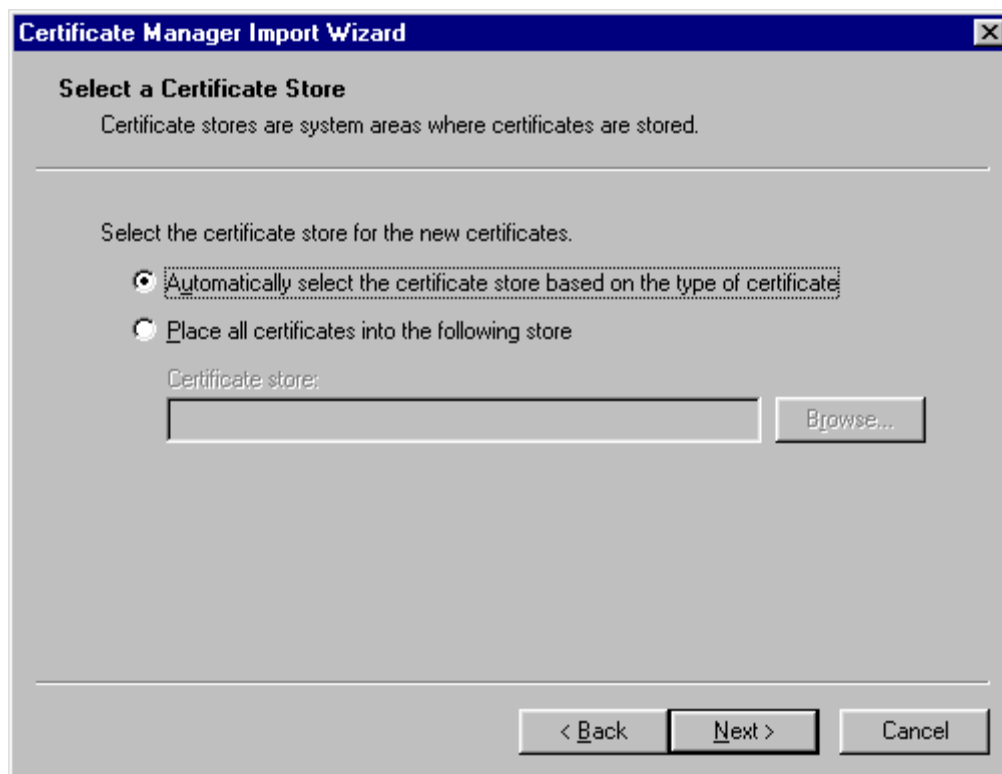 Certificate Manager Import Wizard
Select a Certificate Store
Certificate stores are system areas where certificates are stored.
Select the certificate store for the new certificates.
Automatically select the certificate store based on the type of certificate
Place all certificates into the following store
Certificate store:
Browse...
< Back
Next >
Cancel